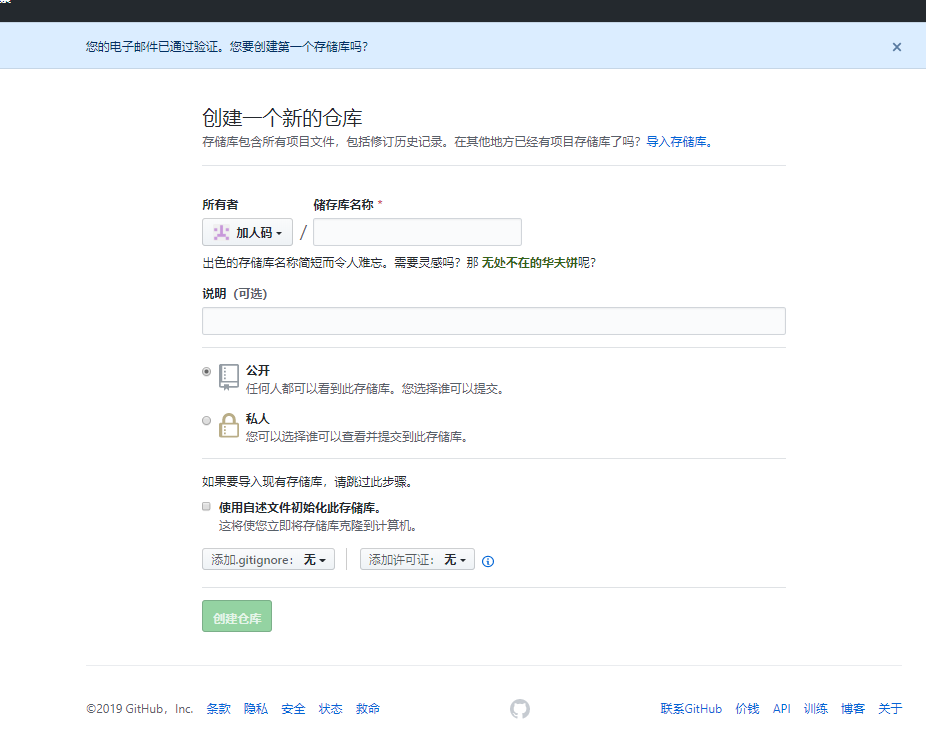 您的电子邮件已通过验证。您要创建第一个存储库吗？
创建一个新的仓库
存储库包含所有项目文件，包括修订历史记录。在其他地方已经有项目存储库了吗？导入存储库。
所有者 储存库名称 *
加人码 /
出色的存储库名称简短而令人难忘。需要灵感吗？那 无处不在的华夫饼呢？
说明 (可选)
公开
任何人都可以看到此存储库。您选择谁可以提交。
私人
您可以选择谁可以查看并提交到此存储库。
如果要导入现有存储库，请跳过此步骤。
使用自述文件初始化此存储库。
这将使您立即将存储库克隆到计算机。
添加.gitignore： 无 添加许可证： 无
创建仓库
©2019 GitHub，Inc. 条款 隐私 安全 状态 救命 联系GitHub 价钱 API 训练 博客 关于